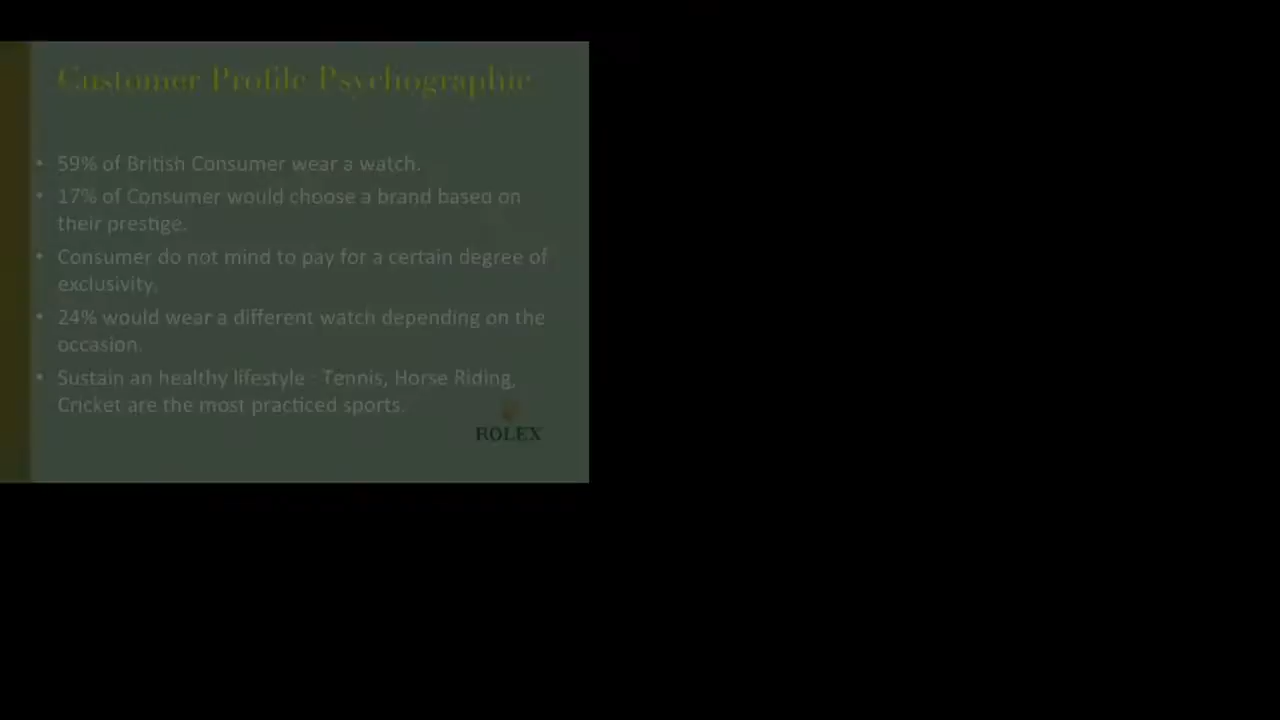 Customer Profile Psychographic
• 59% of British Consumer wear a watch.
• 17% of Consumer would choose a brand based on
their prestige.
• Consumer do not mind to pay for a certain degree of
exclusivity.
• 24% would wear a different watch depending on the
occasion.
• Sustain an healthy lifestyle - Tennis, Horse Riding,
Cricket are the most practiced sports.
ROLEX